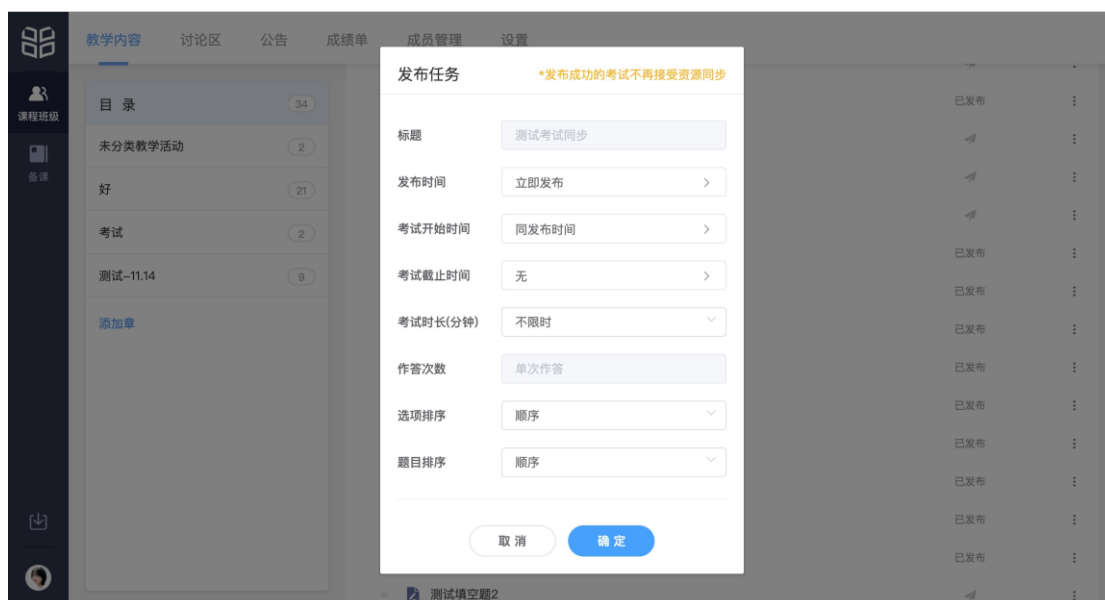 教学内容 讨论区 公告 成绩单 成员管理 设置
课程班级
备课
目 录 34
未分类教学活动 2
好 21
考试 2
测试-11.14 9
添加章
发布任务 *发布成功的考试不再接受资源同步
标题 测试考试同步
发布时间 立即发布
考试开始时间 同发布时间
考试截止时间 无
考试时长(分钟) 不限时
作答次数 单次作答
选项排序 顺序
题目排序 顺序
取消 确定
已发布
已发布
已发布
已发布
已发布
已发布
已发布
已发布
已发布
已发布
测试填空题2